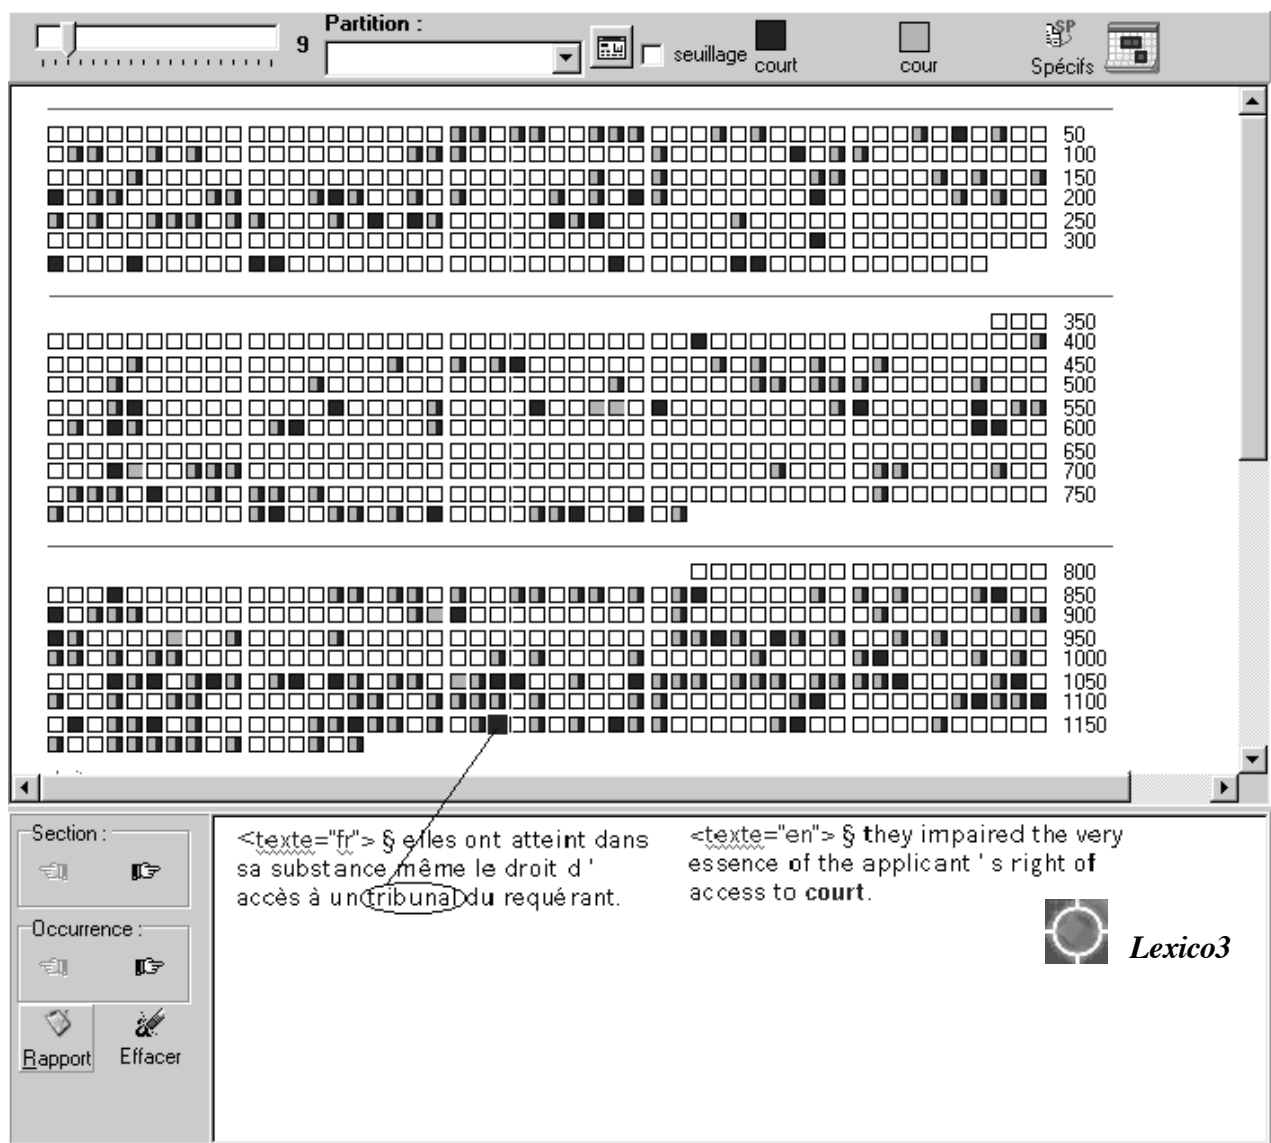 Partition :
9
seuillage
court
cour
SP
Spécifs
50
100
150
200
250
300
350
400
450
500
550
600
650
700
750
800
850
900
950
1000
1050
1100
1150
Section :
Occurrence :
Rapport
Effacer
<texte="fr"> § elles ont atteint dans
sa substance même le droit d '
accès à un tribunal du requérant.
<texte="en"> § they impaired the very
essence of the applicant ' s right of
access to court.
Lexico3